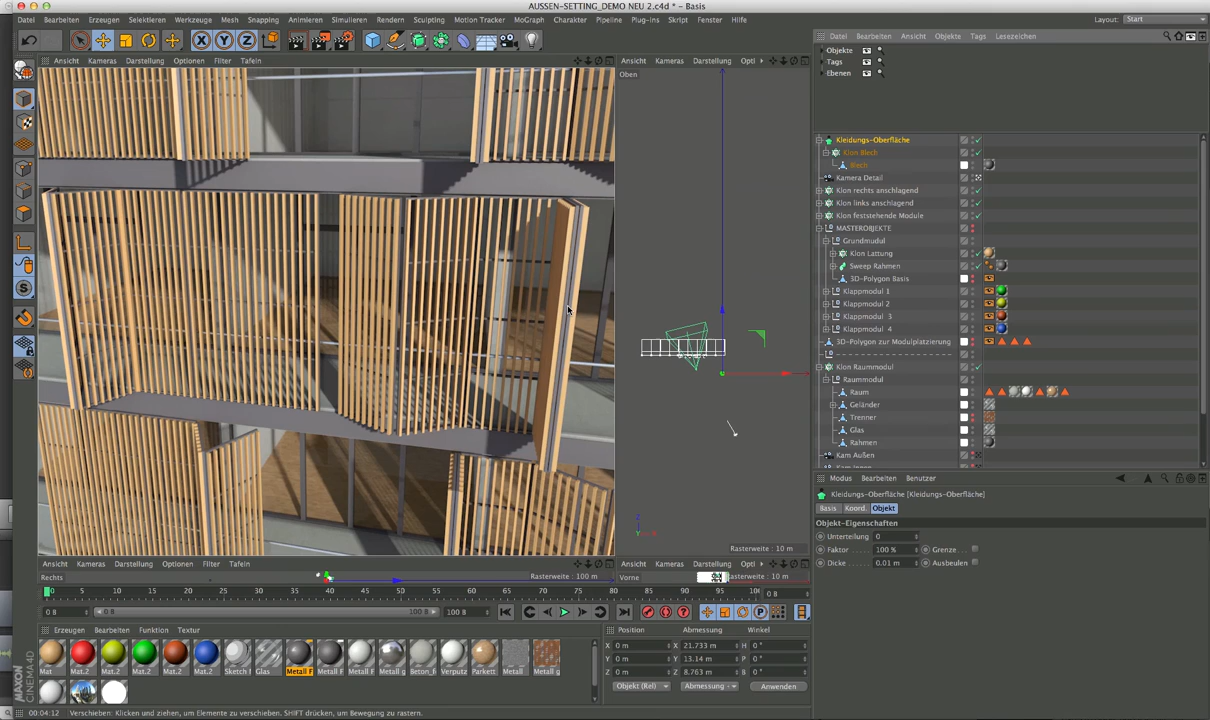 AUSSEN-SETTING_DEMO NEU 2.c4d * - Basis
Datei Bearbeiten Erzeugen Selektieren Werkzeuge Mesh Snapping Animieren Simulieren Rendern Sculpting Motion Tracker MoGraph Charakter Pipeline Plug-ins Skript Fenster Hilfe Layout: Start
X Y Z
Datei Bearbeiten Ansicht Objekte Tags Lesezeichen
Objekte
Tags
Ebenen
Ansicht Kameras Darstellung Optionen Filter Tafeln
Ansicht Kameras Darstellung Opti
Oben
Kleidungs-Oberfläche
Klon Blech
Blech
Kamera Detail
Klon rechts anschlagend
Klon links anschlagend
Klon feststehende Module
MASTEROBJEKTE
Grundmudul
Klon Lattung
Sweep Rahmen
3D-Polygon Basis
Klappmodul 1
Klappmodul 2
Klappmodul 3
Klappmodul 4
3D-Polygon zur Modulplatzierung
Klon Raummodul
Raummodul
Raum
Geländer
Trenner
Glas
Rahmen
Kam Außen
Z
Y X
Rasterweite : 10 m
Modus Bearbeiten Benutzer
Kleidungs-Oberfläche [Kleidungs-Oberfläche]
Basis Koord. Objekt
Objekt-Eigenschaften
Unterteilung 0
Faktor 100 % Grenze
Dicke 0.01 m Ausbeulen
Ansicht Kameras Darstellung Optionen Filter Tafeln
Rechts Rasterweite : 100 m
Ansicht Kameras Darstellung Opti
Vorne Rasterweite : 10 m
0 5 10 15 20 25 30 35 40 45 50 55 60 65 70 75 80 85 90 95 0 B
0 B 0 B 100 B 100 B
Erzeugen Bearbeiten Funktion Textur
Mat Mat.2 Mat.2 Mat.2 Mat.2 Mat.2 Sketch Glas Metall F Metall F Metall F Metall g Beton_ Verputz Parkett Metall Metall g
Position Abmessung Winkel
X 0 m X 21.733 m H 0 °
Y 0 m Y 13.14 m P 0 °
Z 0 m Z 8.763 m B 0 °
Objekt (Rel) Abmessung Anwenden
MAXON
CINEMA4D
00:04:12 Verschieben: Klicken und ziehen, um Elemente zu verschieben. SHIFT drücken, um Bewegung zu rastern.